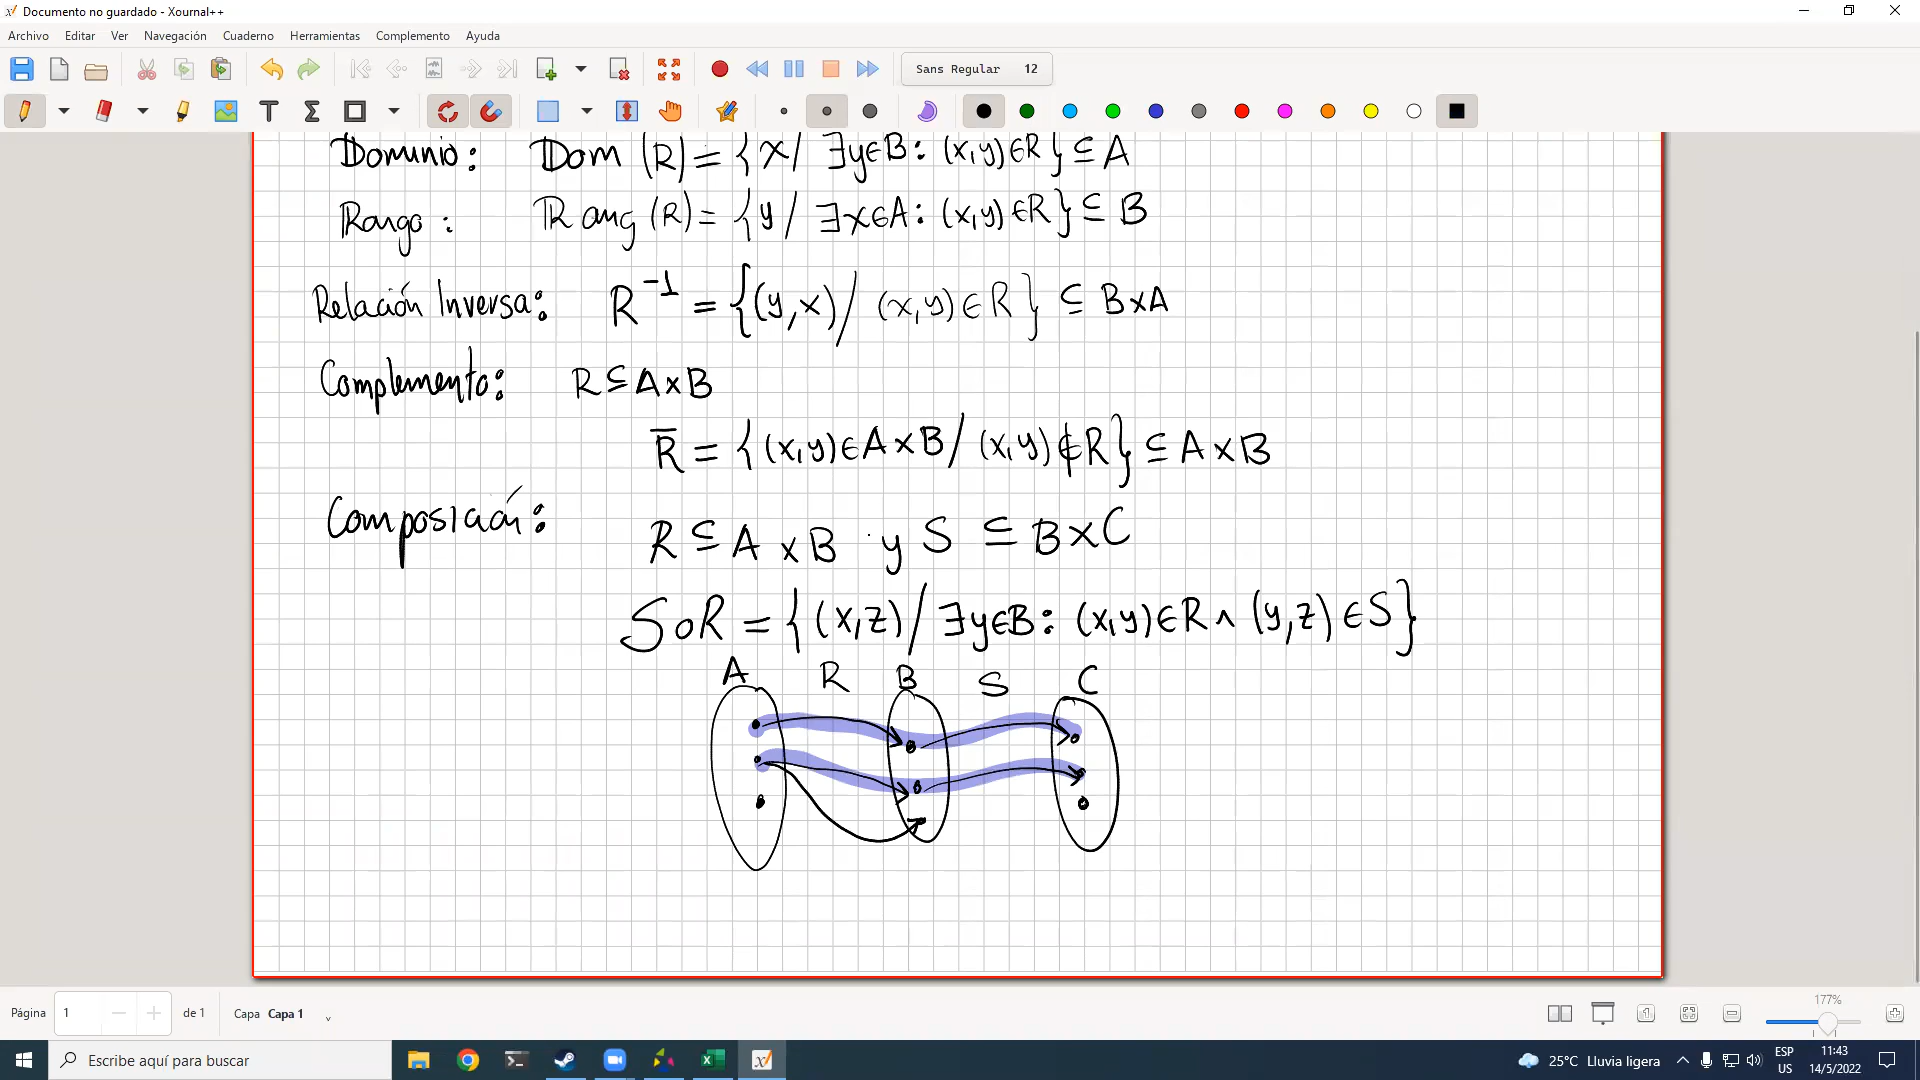 Documento no guardado - Xournal++
Archivo Editar Ver Navegación Cuaderno Herramientas Complemento Ayuda
Sans Regular 12
Dominio: Dom (R) = {x/ ∃y∈B: (x,y)∈R} ⊆ A
Rango: Rang (R) = {y/ ∃x∈A: (x,y)∈R} ⊆ B
Relación Inversa: R⁻¹ = {(y,x)/ (x,y)∈R} ⊆ B×A
Complemento: R⊆A×B
R̅ = {(x,y)∈A×B/ (x,y)∉R} ⊆ A×B
Composición: R⊆A×B y S ⊆ B×C
SoR = {(x,z)/ ∃y∈B: (x,y)∈R ∧ (y,z)∈S}
A R B S C
Página 1 de 1 Capa Capa 1
177%
Escribe aquí para buscar
25°C Lluvia ligera
ESP
US
11:43
14/5/2022